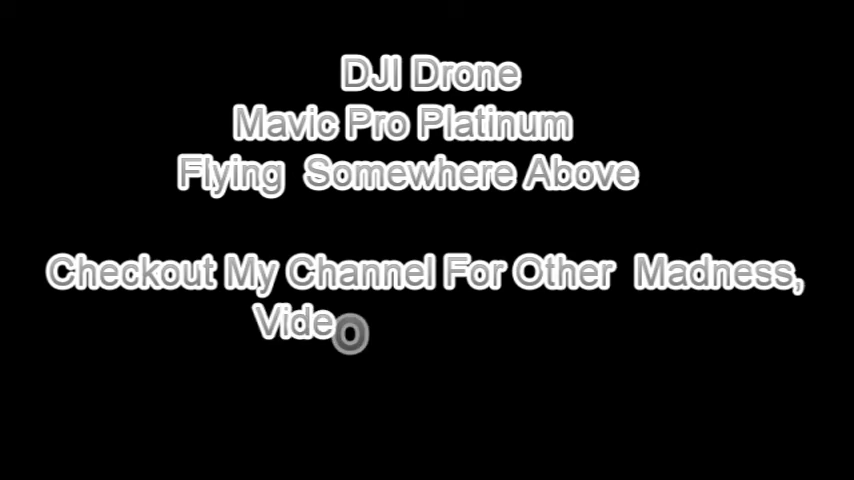 DJI Drone
Mavic Pro Platinum
Flying Somewhere Above
Checkout My Channel For Other Madness,
Video